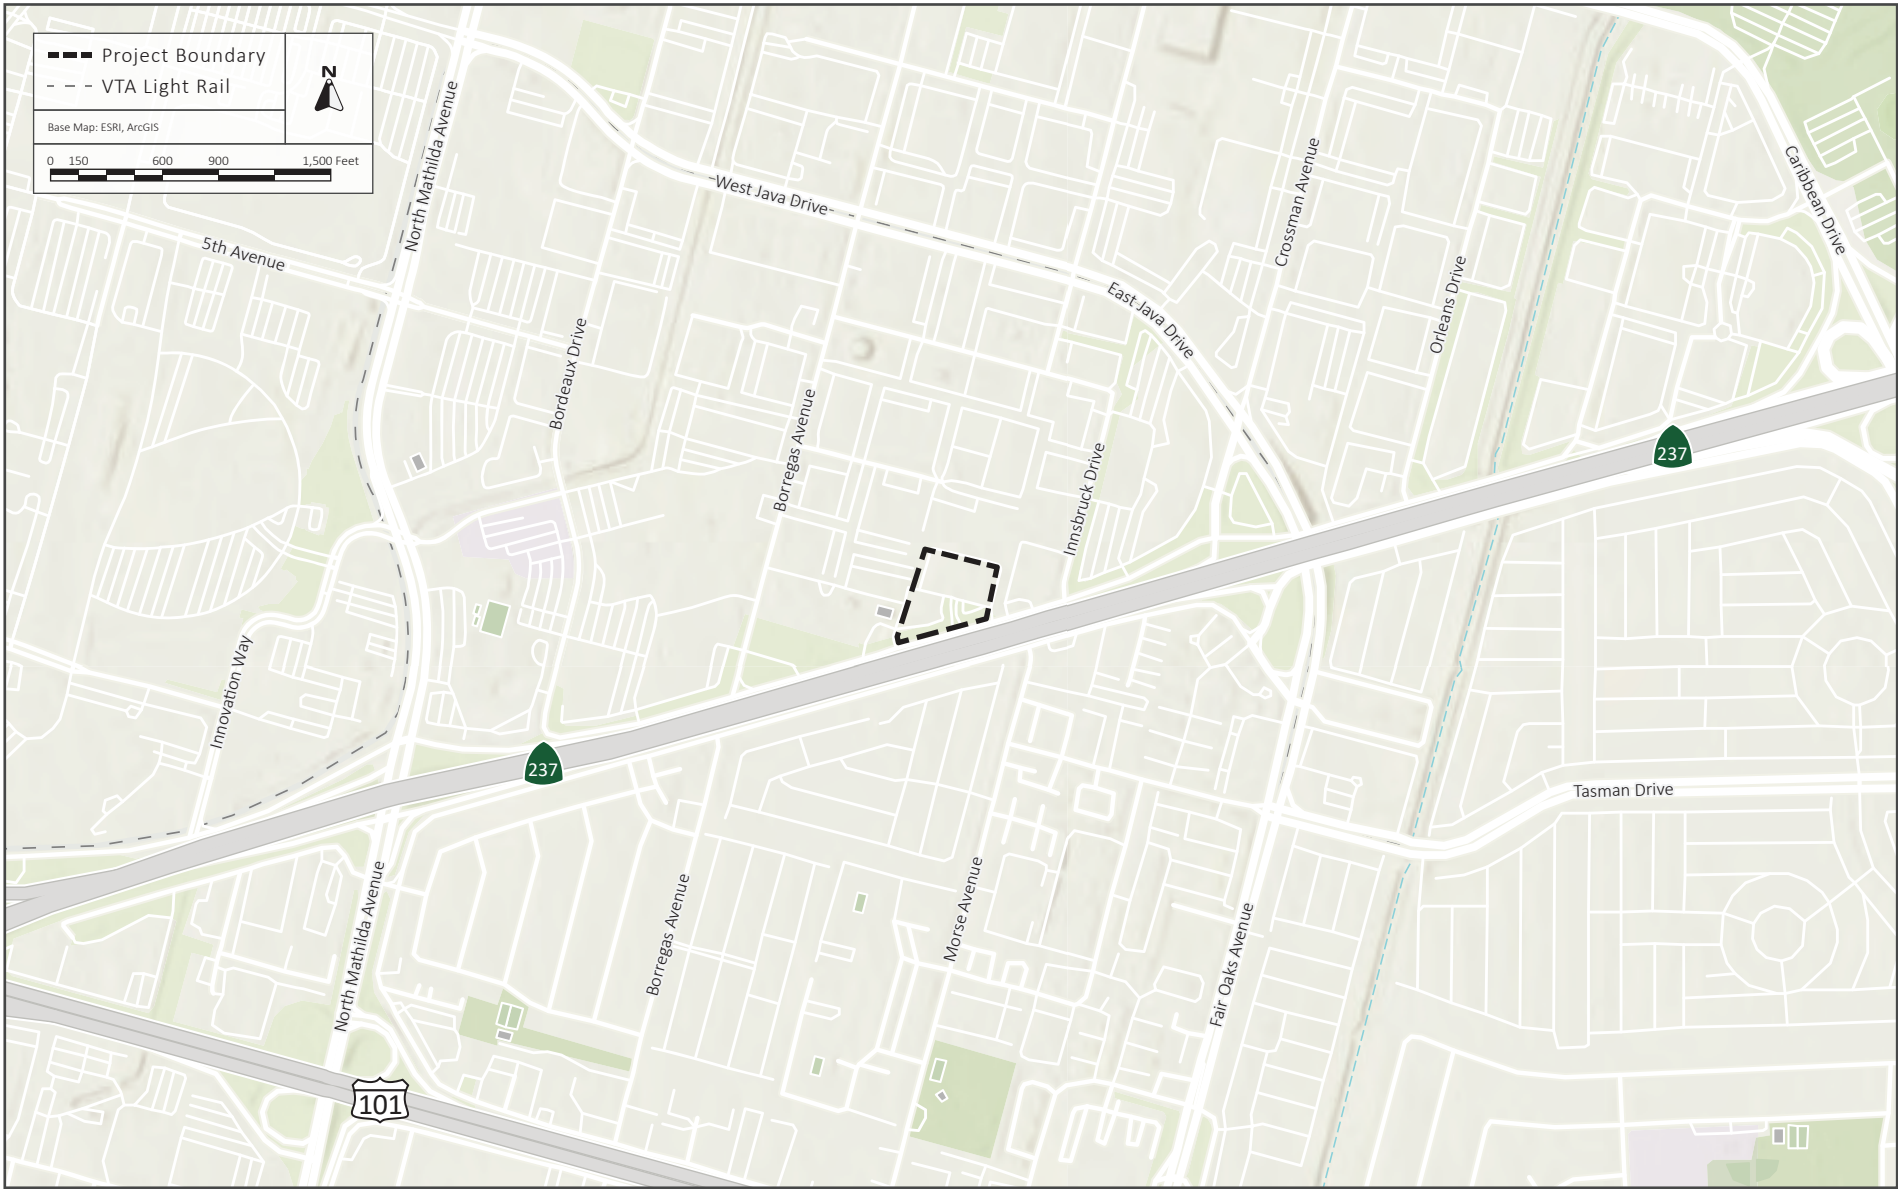 Project Boundary
VTA Light Rail
N
Base Map: ESRI, ArcGIS
0 150 600 900 1,500 Feet
North Mathilda Avenue
5th Avenue
West Java Drive
East Java Drive
Crossman Avenue
Caribbean Drive
Orleans Drive
Bordeaux Drive
Borregas Avenue
Innsbruck Drive
237
Innovation Way
237
Tasman Drive
North Mathilda Avenue
Borregas Avenue
Morse Avenue
Fair Oaks Avenue
101